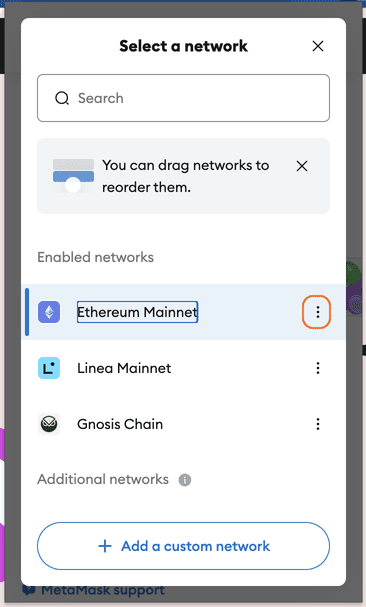 Select a network
Search
You can drag networks to
reorder them.
Enabled networks
Ethereum Mainnet
Linea Mainnet
Gnosis Chain
Additional networks
Add a custom network
MetaMask support